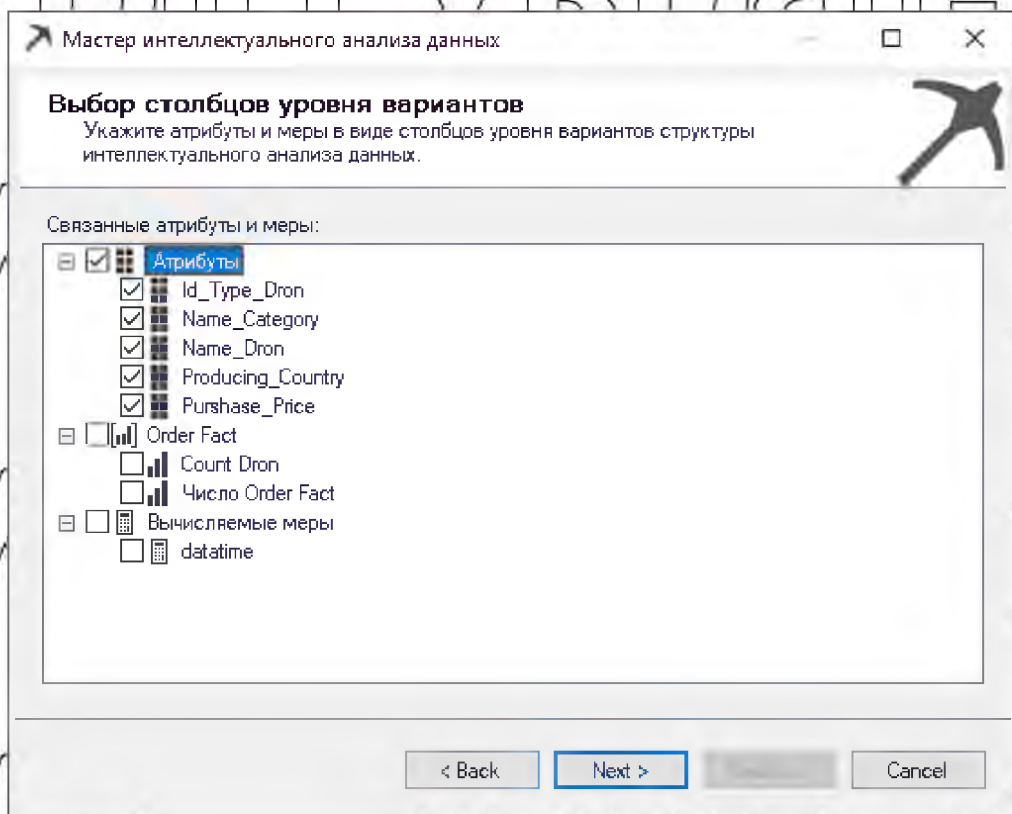 Мастер интеллектуального анализа данных
Выбор столбцов уровня вариантов
Укажите атрибуты и меры в виде столбцов уровня вариантов структуры
интеллектуального анализа данных.
Связанные атрибуты и меры:
Атрибуты
Id_Type_Dron
Name_Category
Name_Dron
Producing_Country
Purshase_Price
Order Fact
Count Dron
Число Order Fact
Вычисляемые меры
datatime
< Back Next > Cancel